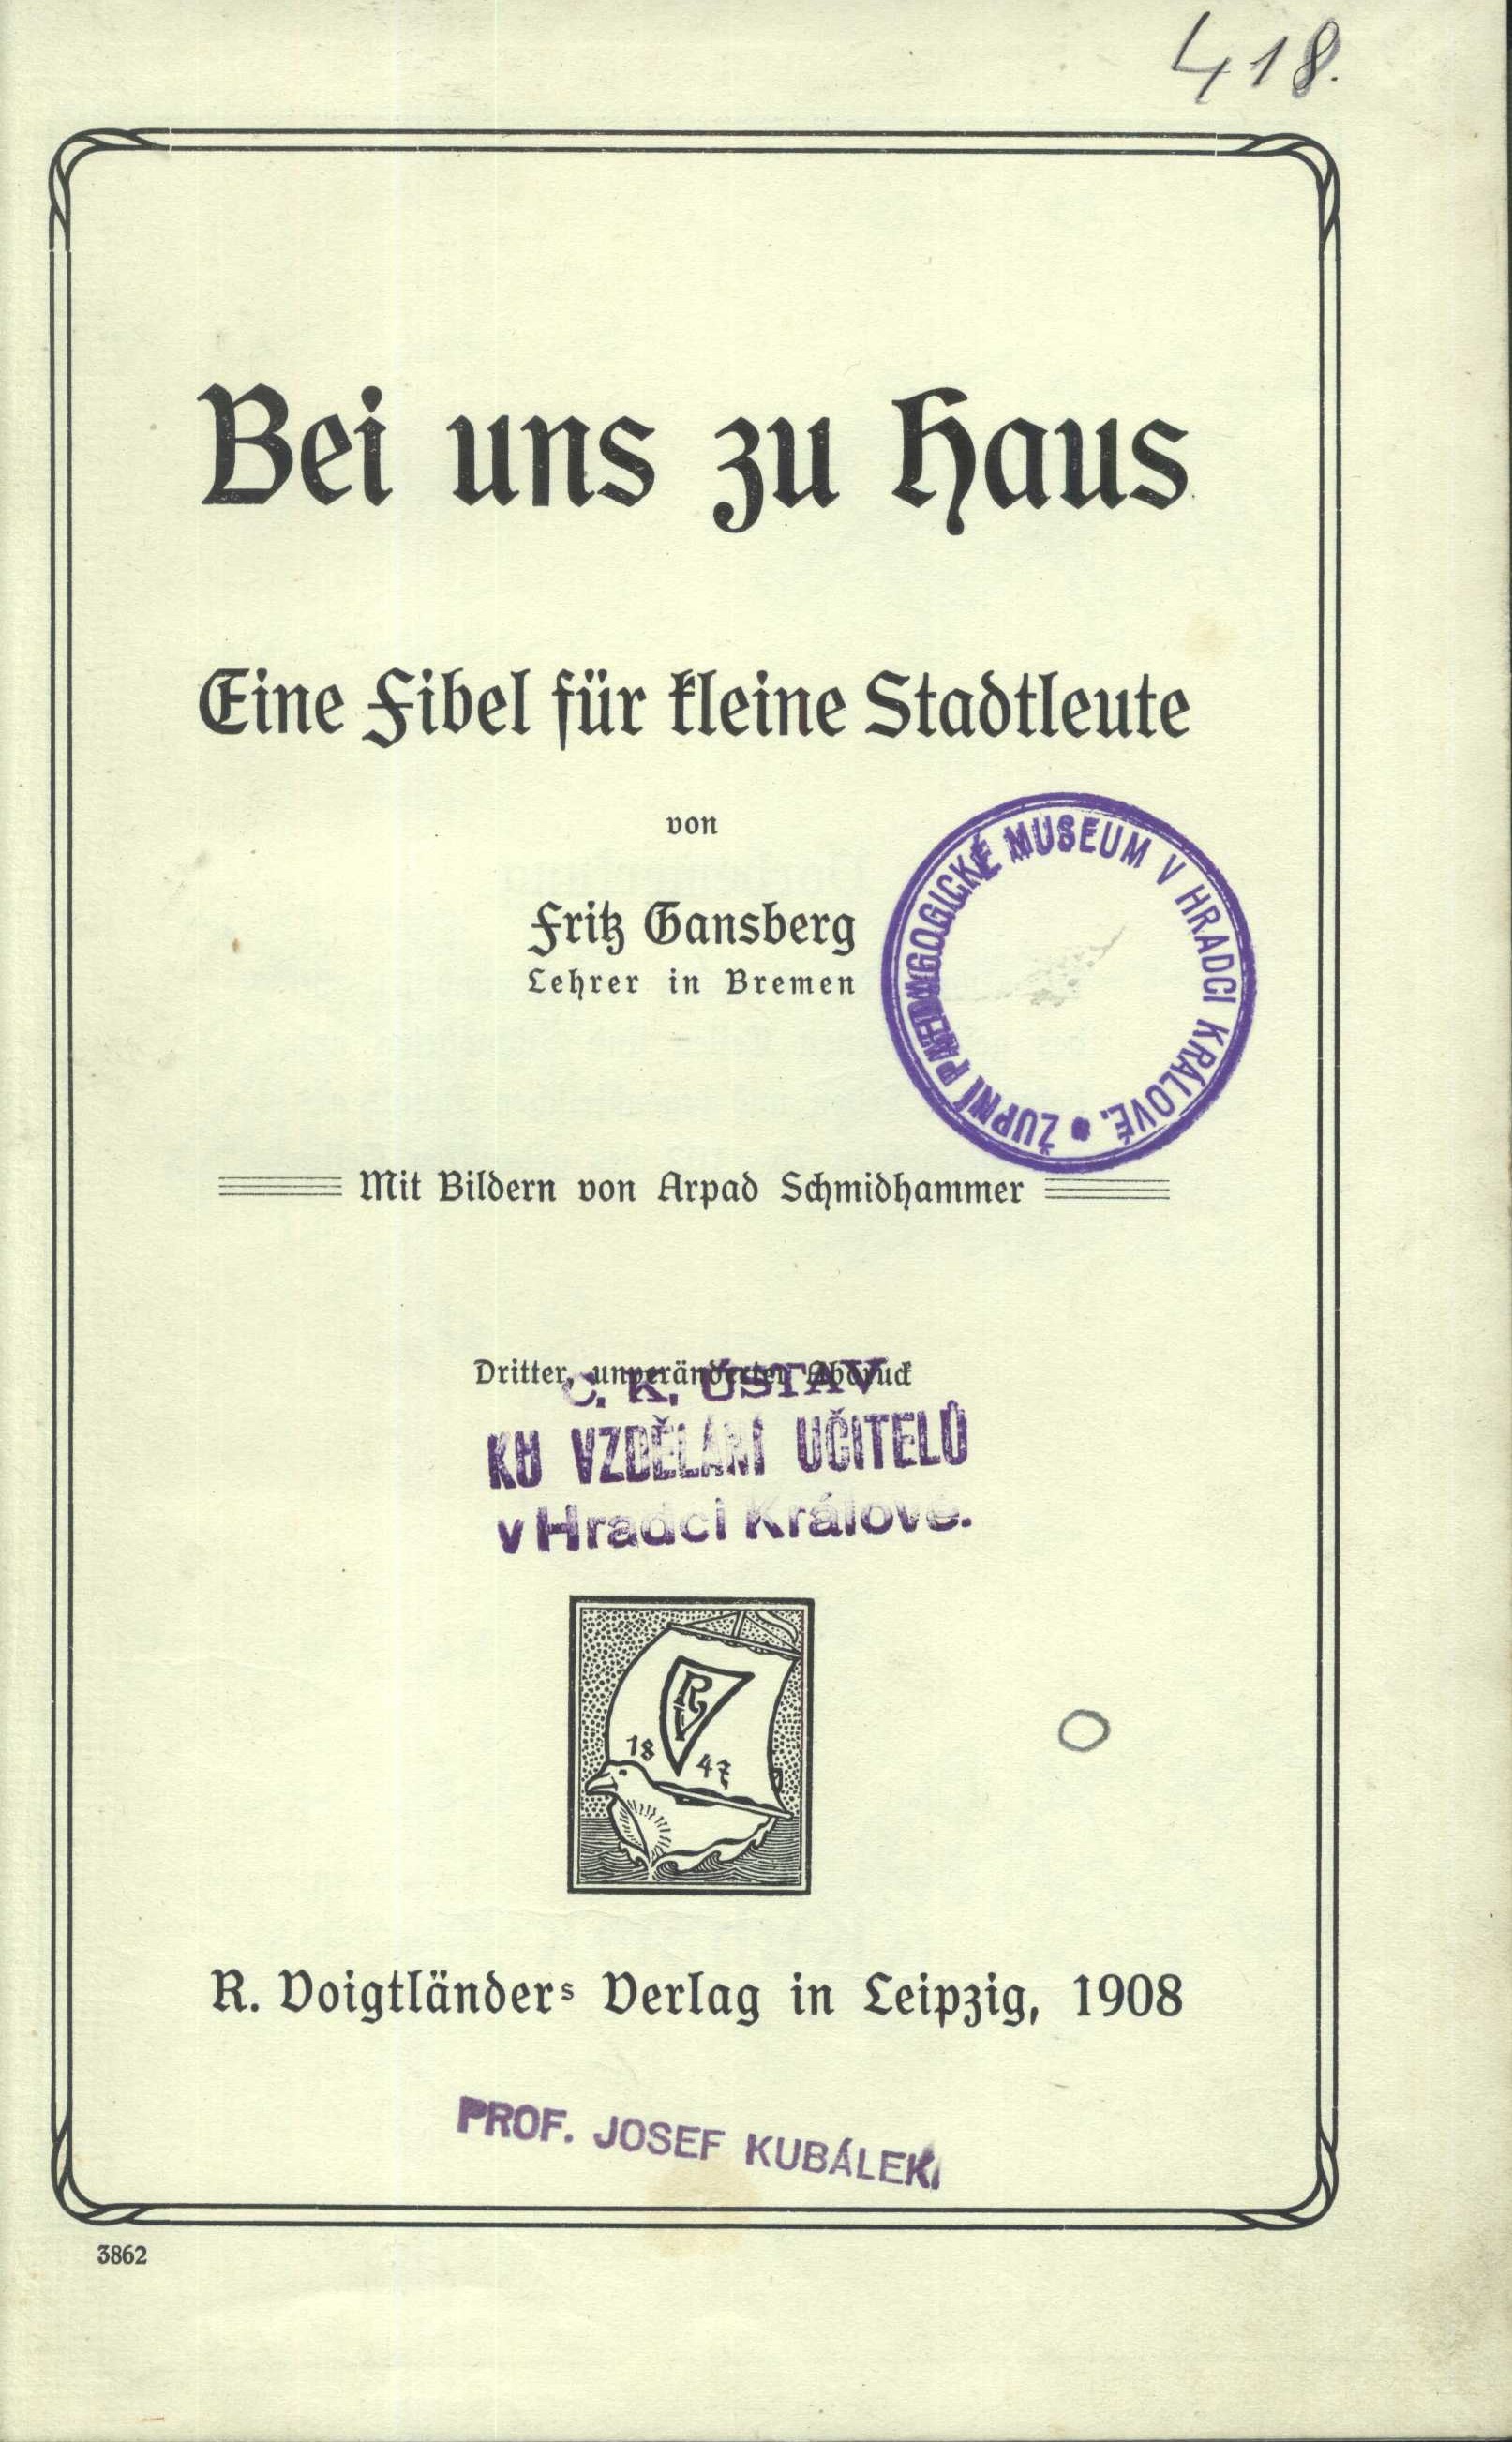 418.
Bei uns zu Haus
Eine Fibel für kleine Stadtleute
von
Fritz Gansberg
Lehrer in Bremen
ŽUPNÍ PAEDAGOGICKÉ MUSEUM V HRADCI KRÁLOVÉ.
Mit Bildern von Arpad Schmidhammer
Dritter, unveränderter Abdruck
C. K. ÚSTAV
KU VZDĚLÁNÍ UČITELŮ
v Hradci Králové.
RV
18 47
R. Voigtländers Verlag in Leipzig, 1908
PROF. JOSEF KUBÁLEK
3862